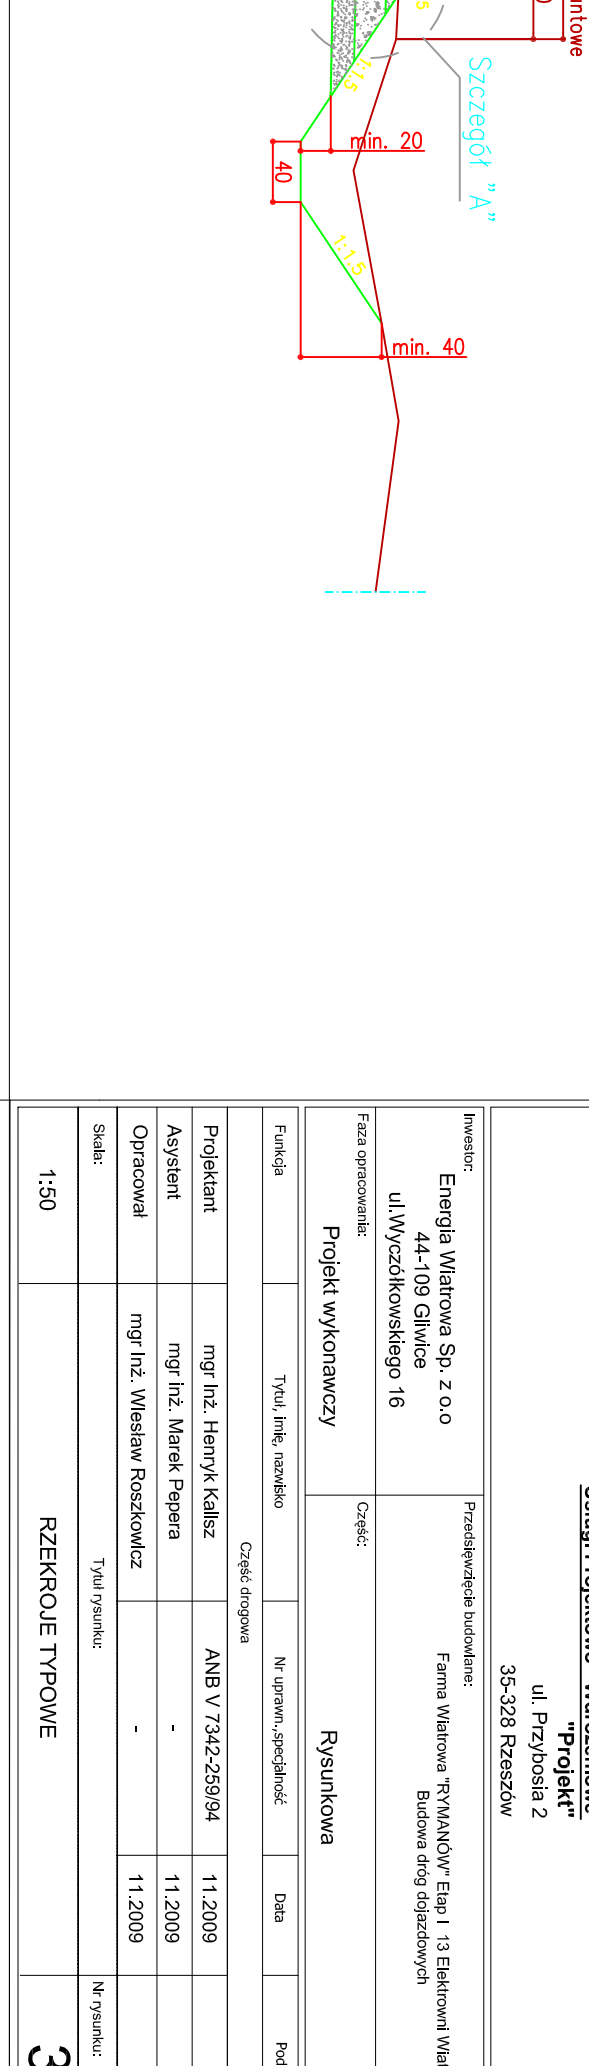 Szczegół "A"
1:1.5
min. 20
40
1:1.5
min. 40
"Projekt"
ul. Przybosia 2
35-328 Rzeszów
Inwestor:
Energia Wiatrowa Sp. z o.o
44-109 Gliwice
ul.Wyczółkowskiego 16
Przedsięwzięcie budowlane:
Farma Wiatrowa "RYMANÓW" Etap I 13 Elektrowni Wiat
Budowa dróg dojazdowych
Faza opracowania:
Projekt wykonawczy
Część:
Rysunkowa
Funkcja Tytuł, imię, nazwisko Nr uprawn.,specjalność Data Pod
Część drogowa
Projektant mgr inż. Henryk Kalisz ANB V 7342-259/94 11.2009
Asystent mgr inż. Marek Pepera - 11.2009
Opracował mgr inż. Wiesław Roszkowicz - 11.2009
Skala: Tytuł rysunku: Nr rysunku:
1:50 RZEKROJE TYPOWE 3